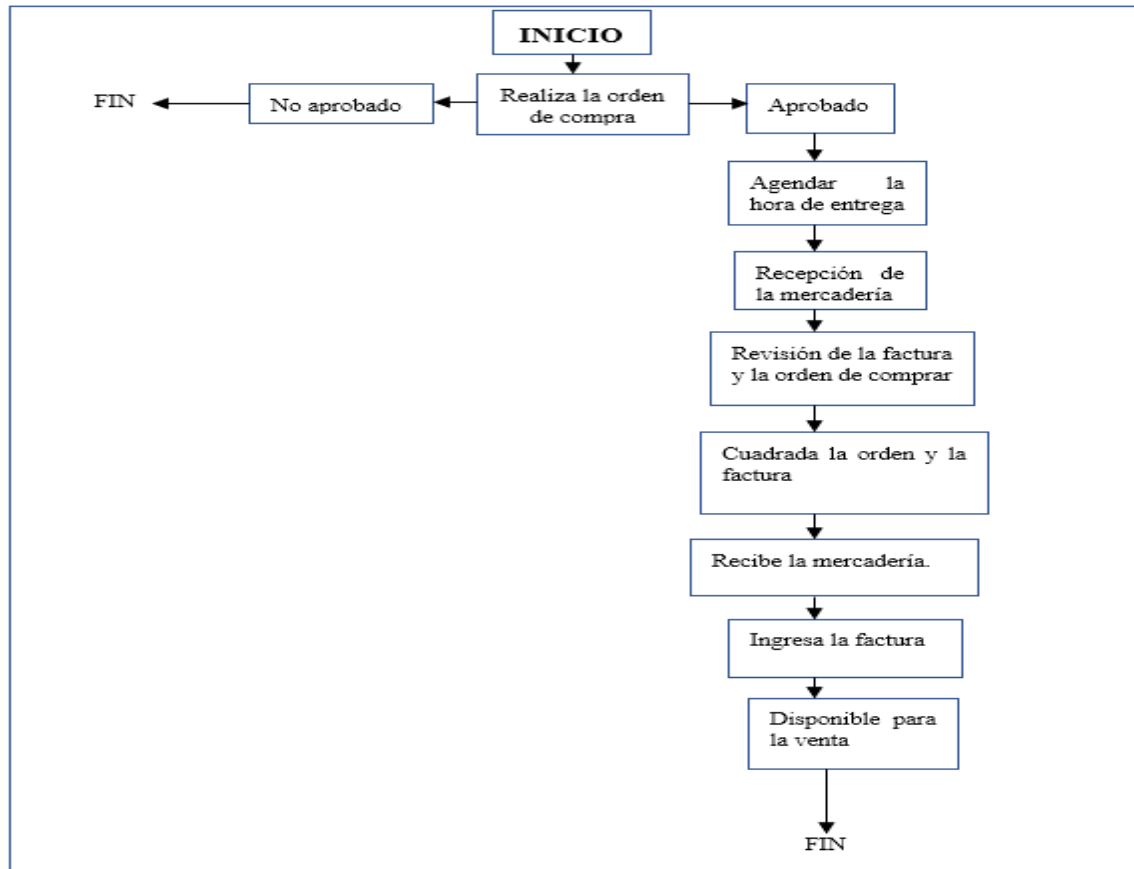 INICIO
FIN
No aprobado
Realiza la orden
de compra
Aprobado
Agendar la
hora de entrega
Recepción de
la mercadería
Revisión de la factura
y la orden de comprar
Cuadrada la orden y la
factura
Recibe la mercadería.
Ingresa la factura
Disponible para
la venta
FIN